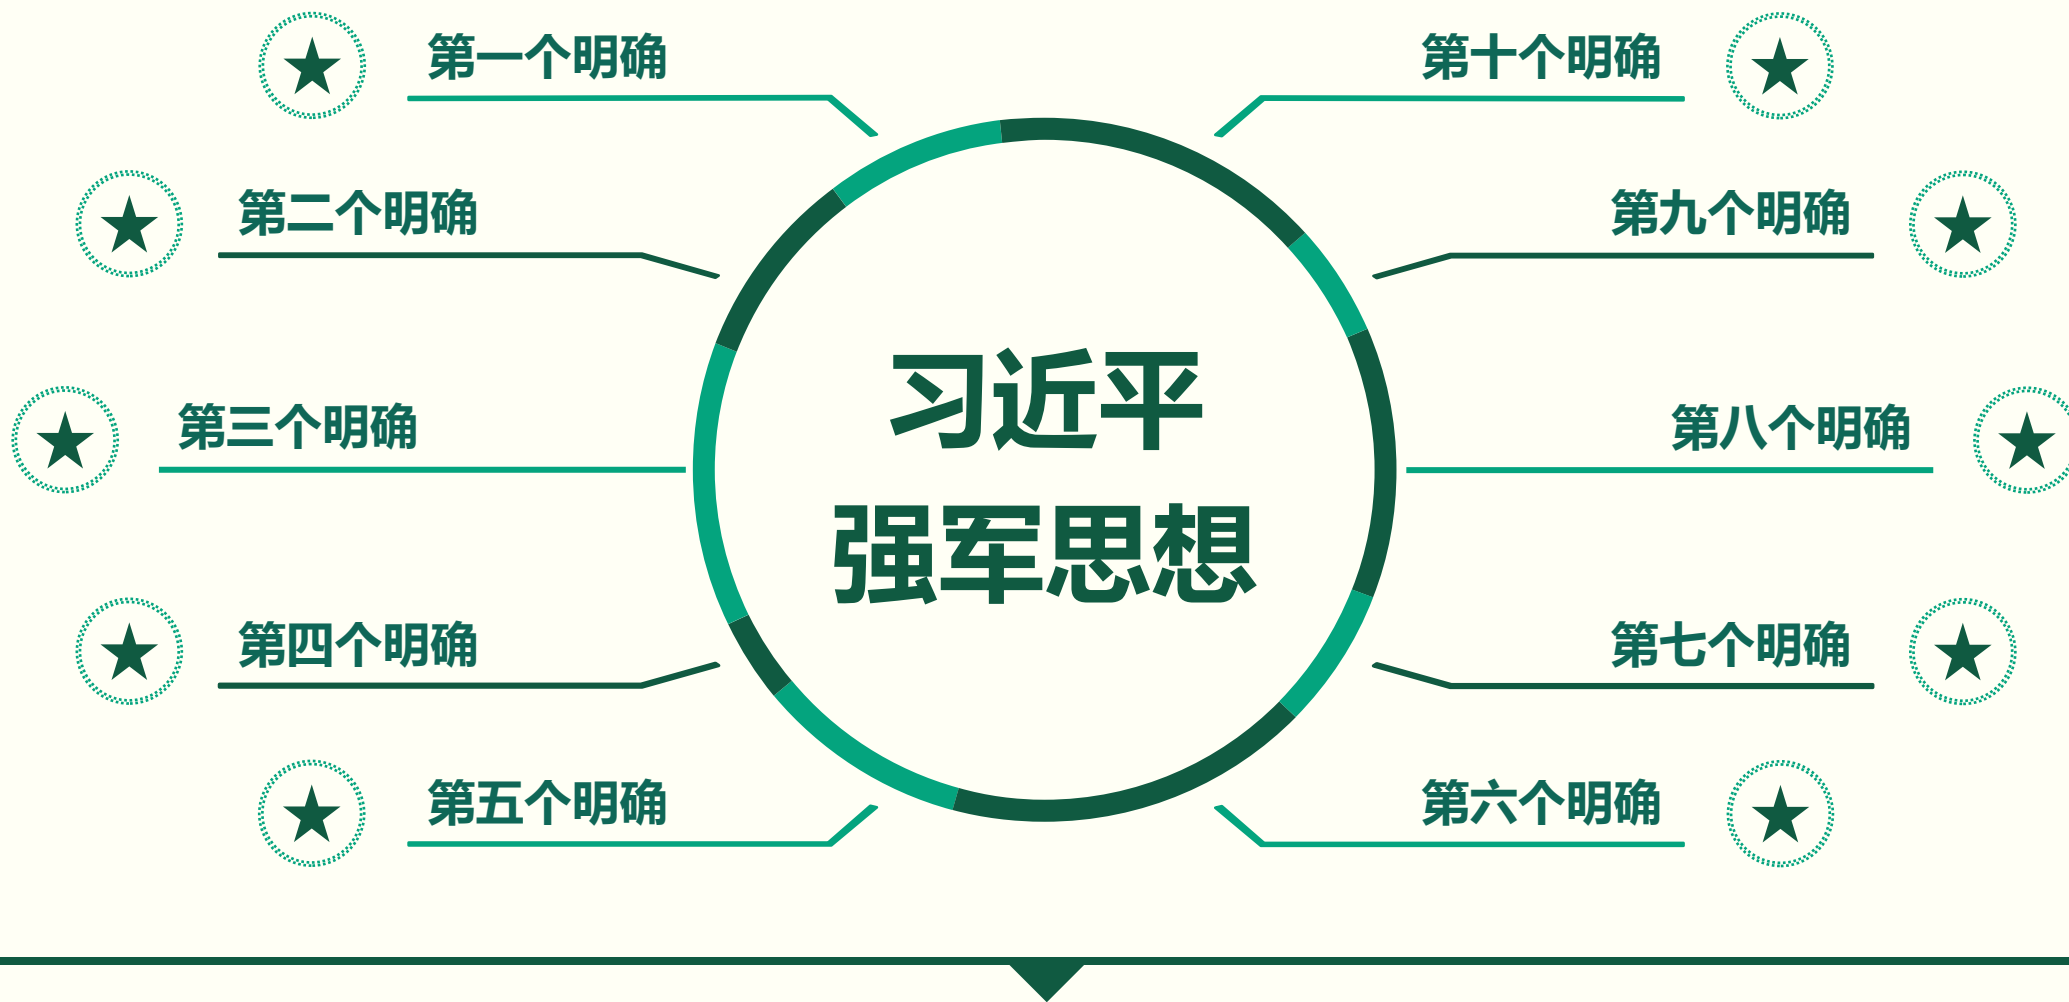 第一个明确
第二个明确
第三个明确
第四个明确
第五个明确
习近平
强军思想
第十个明确
第九个明确
第八个明确
第七个明确
第六个明确